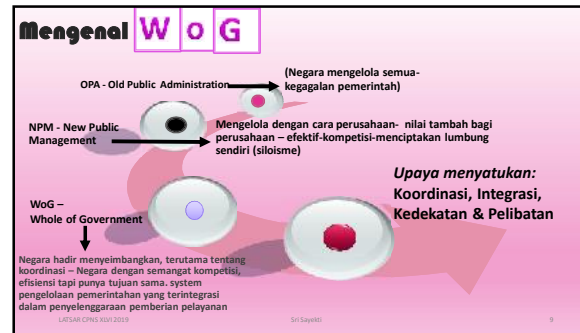 Mengenal W o G
OPA - Old Public Administration
(Negara mengelola semua-
kegagalan pemerintah)
NPM - New Public
Management
Mengelola dengan cara perusahaan- nilai tambah bagi
perusahaan – efektif-kompetisi-menciptakan lumbung
sendiri (siloisme)
Upaya menyatukan:
Koordinasi, Integrasi,
Kedekatan & Pelibatan
WoG –
Whole of Government
Negara hadir menyeimbangkan, terutama tentang
koordinasi – Negara dengan semangat kompetisi,
efisiensi tapi punya tujuan sama. system
pengelolaan pemerintahan yang terintegrasi
dalam penyelenggaraan pemberian pelayanan
LATSAR CPNS XLVI 2019
Sri Sayekti
9